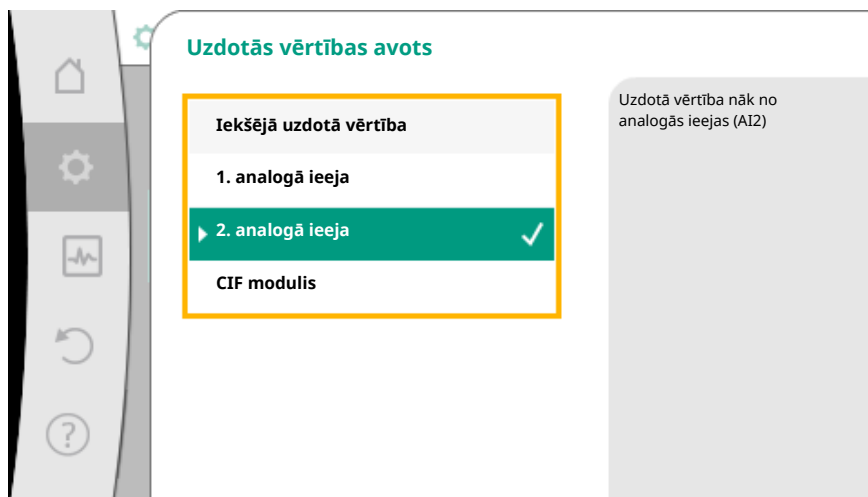 Uzdotās vērtības avots
Iekšējā uzdotā vērtība
1. analogā ieeja
2. analogā ieeja
CIF modulis
Uzdotā vērtība nāk no
analogās ieejas (AI2)